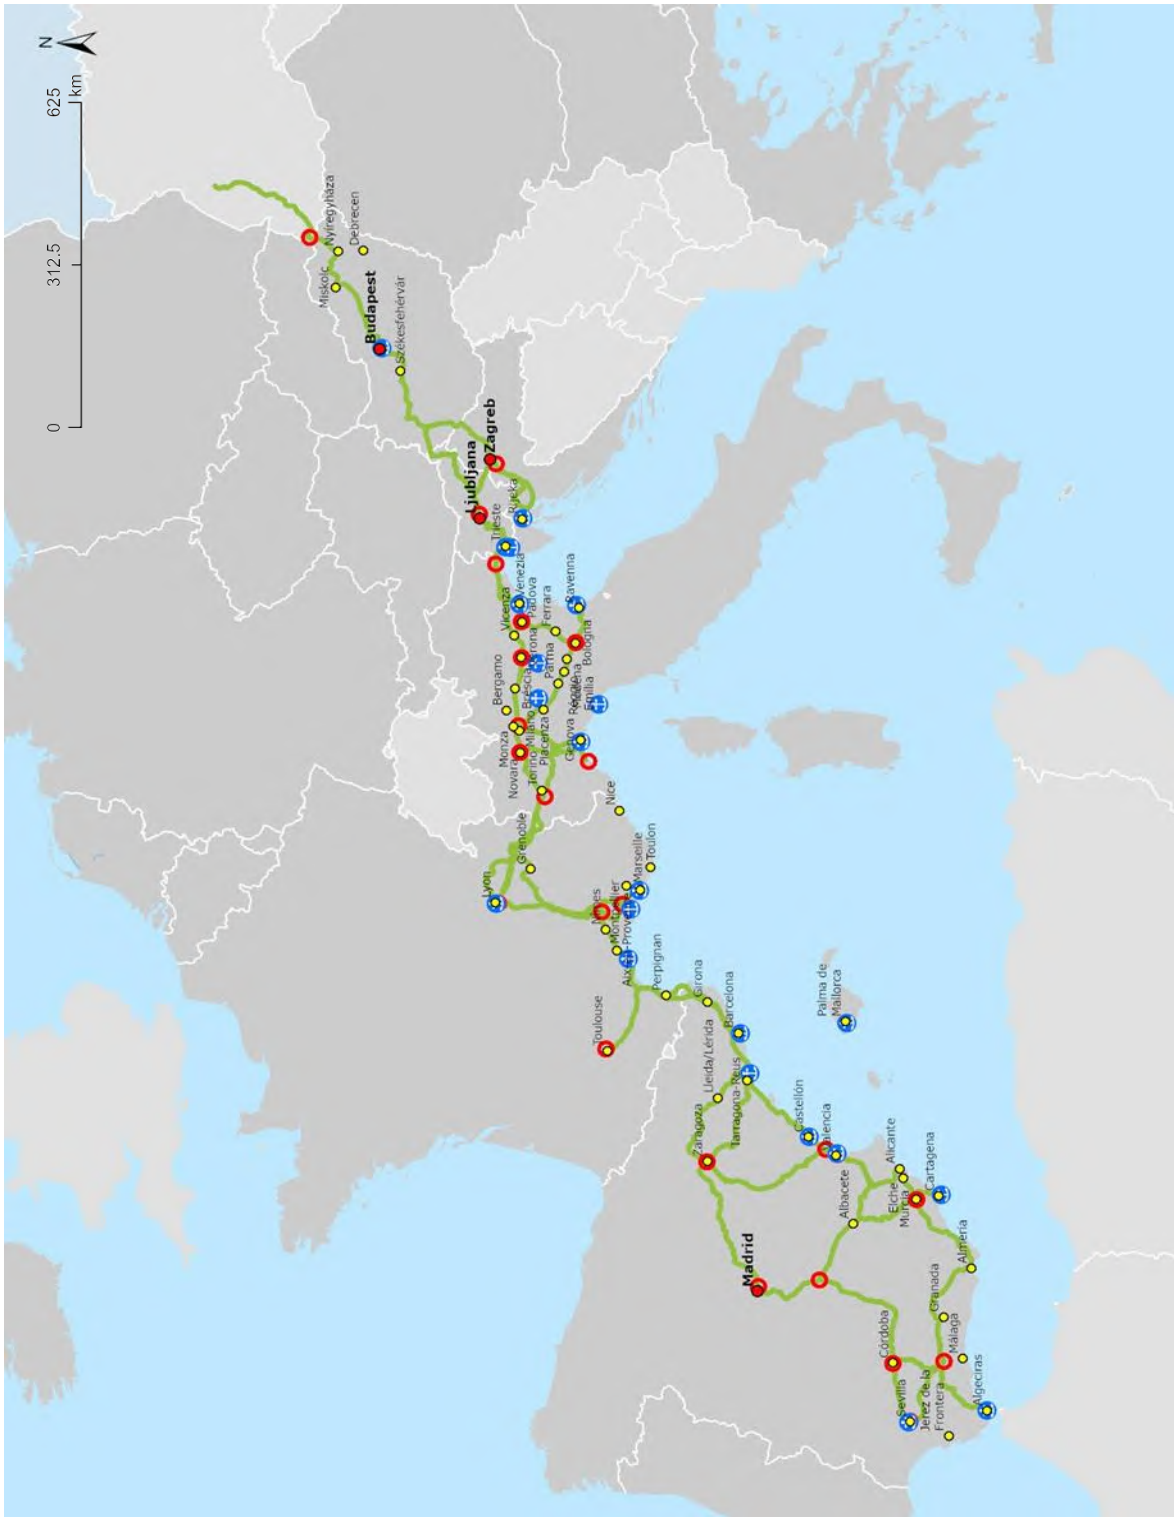 N
0
312.5
625
km
Nyíregyháza
Debrecen
Miskolc
Budapest
Székesfehérvár
Zagreb
Ljubljana
Rijeka
Trieste
Venezia
Padova
Vicenza
Ferrara
Ravenna
Bologna
Parma
Modena
Reggio
Emilia
Bergamo
Bréscia
Milano
Monza
Piacenza
Novara
Torino
Genova
Nice
Grenoble
Lyon
Toulon
Marseille
Perpignan
Toulouse
Girona
Barcelona
Lleida/Lérida
Tarragona-Reus
Palma de
Mallorca
Zaragoza
Castellón
Alicante
Elche
Murcia
Cartagena
Albacete
Madrid
Almería
Granada
Málaga
Córdoba
Sevilla
Jerez de la
Frontera
Algeciras